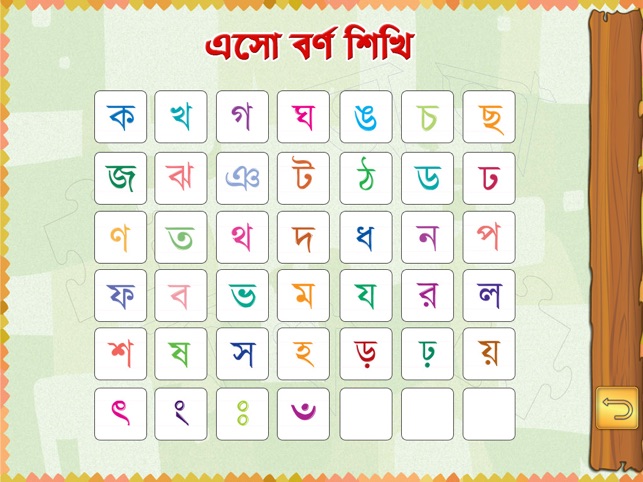 এসো বর্ণ শিখি
ক খ গ ঘ ঙ চ ছ
জ ঝ ঞ ট ঠ ড ঢ
ণ ত থ দ ধ ন প
ফ ব ভ ম য র ল
শ ষ স হ ড় ঢ় য়
ৎ ং ঃ ঁ